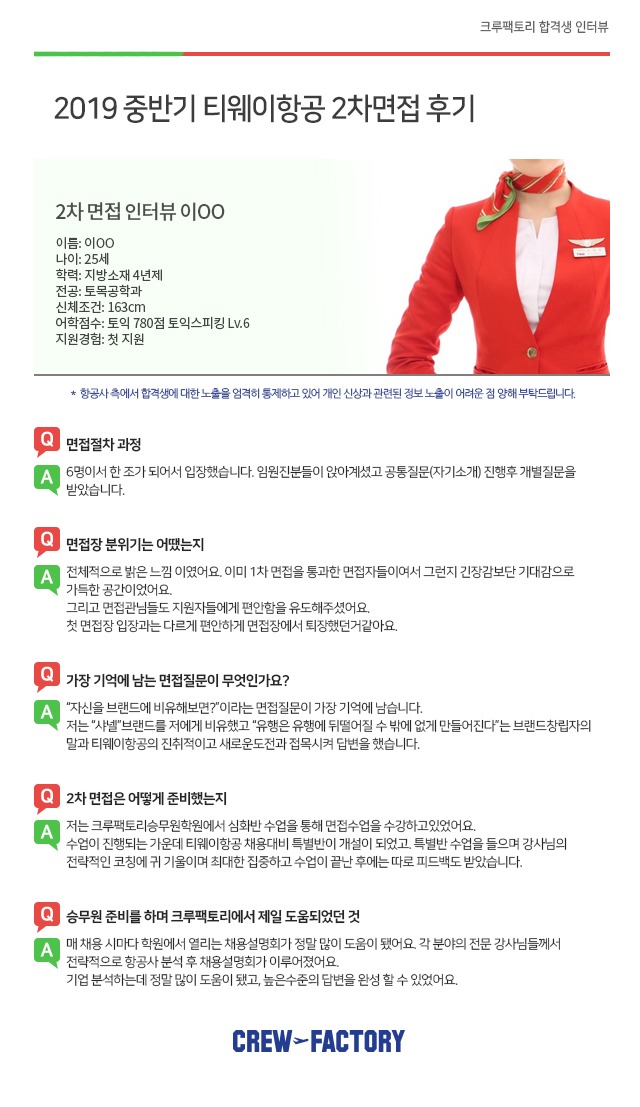 크루팩토리 합격생 인터뷰
2019 중반기 티웨이항공 2차면접 후기
2차 면접 인터뷰 이OO
이름: 이OO
나이: 25세
학력: 지방소재 4년제
전공: 토목공학과
신체조건: 163cm
어학점수: 토익 780점 토익스피킹 Lv.6
지원경험: 첫 지원
* 항공사 측에서 합격생에 대한 노출을 엄격히 통제하고 있어 개인 신상과 관련된 정보 노출이 어려운 점 양해 부탁드립니다.
Q 면접절차 과정
A 6명이서 한 조가 되어서 입장했습니다. 임원진분들이 앉아계셨고 공통질문(자기소개) 진행후 개별질문을
받았습니다.
Q 면접장 분위기는 어땠는지
A 전체적으로 밝은 느낌 이였어요. 이미 1차 면접을 통과한 면접자들이여서 그런지 긴장감보단 기대감으로
가득한 공간이었어요.
그리고 면접관님들도 지원자들에게 편안함을 유도해주셨어요.
첫 면접장 입장과는 다르게 편안하게 면접장에서 퇴장했던거같아요.
Q 가장 기억에 남는 면접질문이 무엇인가요?
A “자신을 브랜드에 비유해보면?”이라는 면접질문이 가장 기억에 남습니다.
저는 “샤넬”브랜드를 저에게 비유했고 “유행은 유행에 뒤떨어질 수 밖에 없게 만들어진다”는 브랜드창립자의
말과 티웨이항공의 진취적이고 새로운도전과 접목시켜 답변을 했습니다.
Q 2차 면접은 어떻게 준비했는지
A 저는 크루팩토리승무원학원에서 심화반 수업을 통해 면접수업을 수강하고있었어요.
수업이 진행되는 가운데 티웨이항공 채용대비 특별반이 개설이 되었고. 특별반 수업을 들으며 강사님의
전략적인 코칭에 귀 기울이며 최대한 집중하고 수업이 끝난 후에는 따로 피드백도 받았습니다.
Q 승무원 준비를 하며 크루팩토리에서 제일 도움되었던 것
A 매 채용 시마다 학원에서 열리는 채용설명회가 정말 많이 도움이 됐어요. 각 분야의 전문 강사님들께서
전략적으로 항공사 분석 후 채용설명회가 이루어졌어요.
기업 분석하는데 정말 많이 도움이 됐고, 높은수준의 답변을 완성 할 수 있었어요.
CREW FACTORY